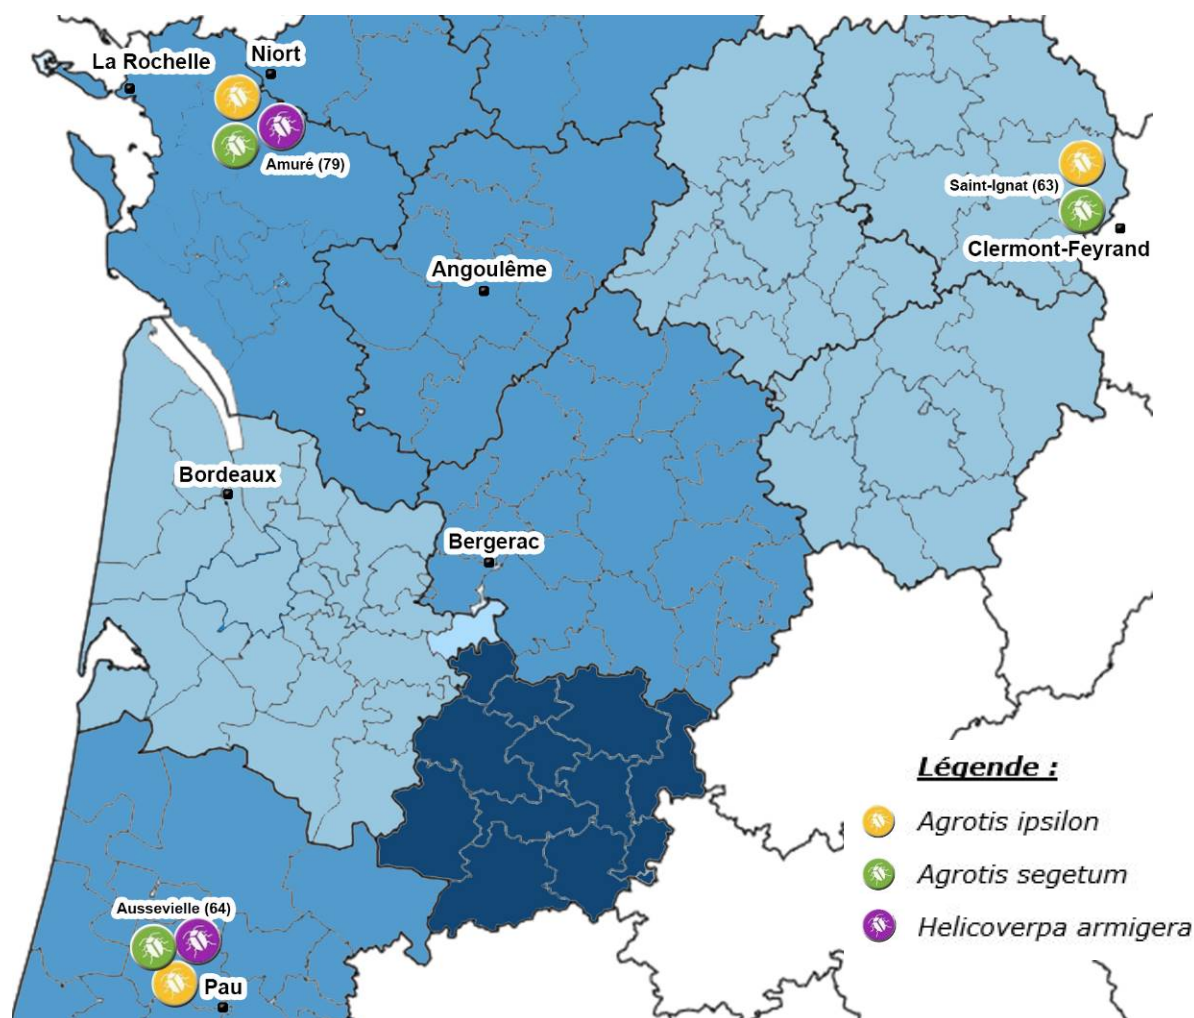 Niort
La Rochelle
Amuré (79)
Saint-Ignat (63)
Clermont-Feyrand
Angoulême
Bordeaux
Bergerac
Légende :
Agrotis ipsilon
Agrotis segetum
Helicoverpa armigera
Aussevielle (64)
Pau